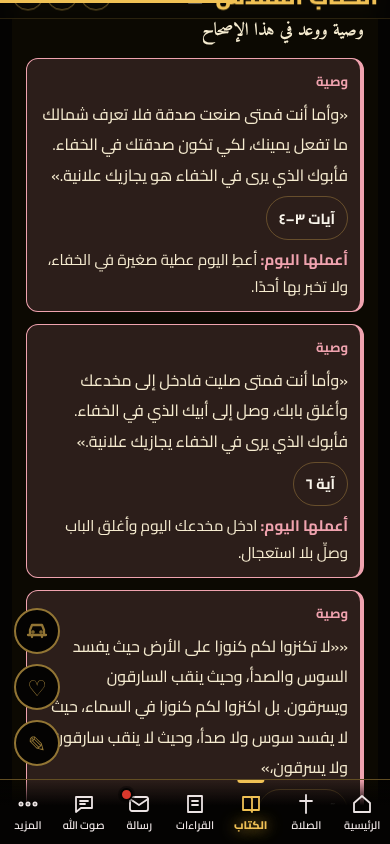 وصية ووعد في هذا الإصحاح
وصية
«وأما أنت فمتى صنعت صدقة فلا تعرف شمالك
ما تفعل يمينك، لكي تكون صدقتك في الخفاء.
فأبوك الذي يرى في الخفاء هو يجازيك علانية.»
آيات ٣–٤
أعملها اليوم: أعطِ اليوم عطية صغيرة في الخفاء،
ولا تخبر بها أحدًا.
وصية
«وأما أنت فمتى صليت فادخل إلى مخدعك
وأغلق بابك، وصل إلى أبيك الذي في الخفاء.
فأبوك الذي يرى في الخفاء يجازيك علانية.»
آية ٦
أعملها اليوم: ادخل مخدعك اليوم وأغلق الباب
وصلِّ بلا استعجال.
وصية
«»لا تكنزوا لكم كنوزا على الأرض حيث يفسد
السوس والصدأ، وحيث ينقب السارقون
ويسرقون. بل اكنزوا لكم كنوزا في السماء، حيث
لا يفسد سوس ولا صدأ، وحيث لا ينقب سارقون
ولا يسرقون،»
الرئيسية
الصلاة
الكتاب
القراءات
رسالة
صوت الله
المزيد